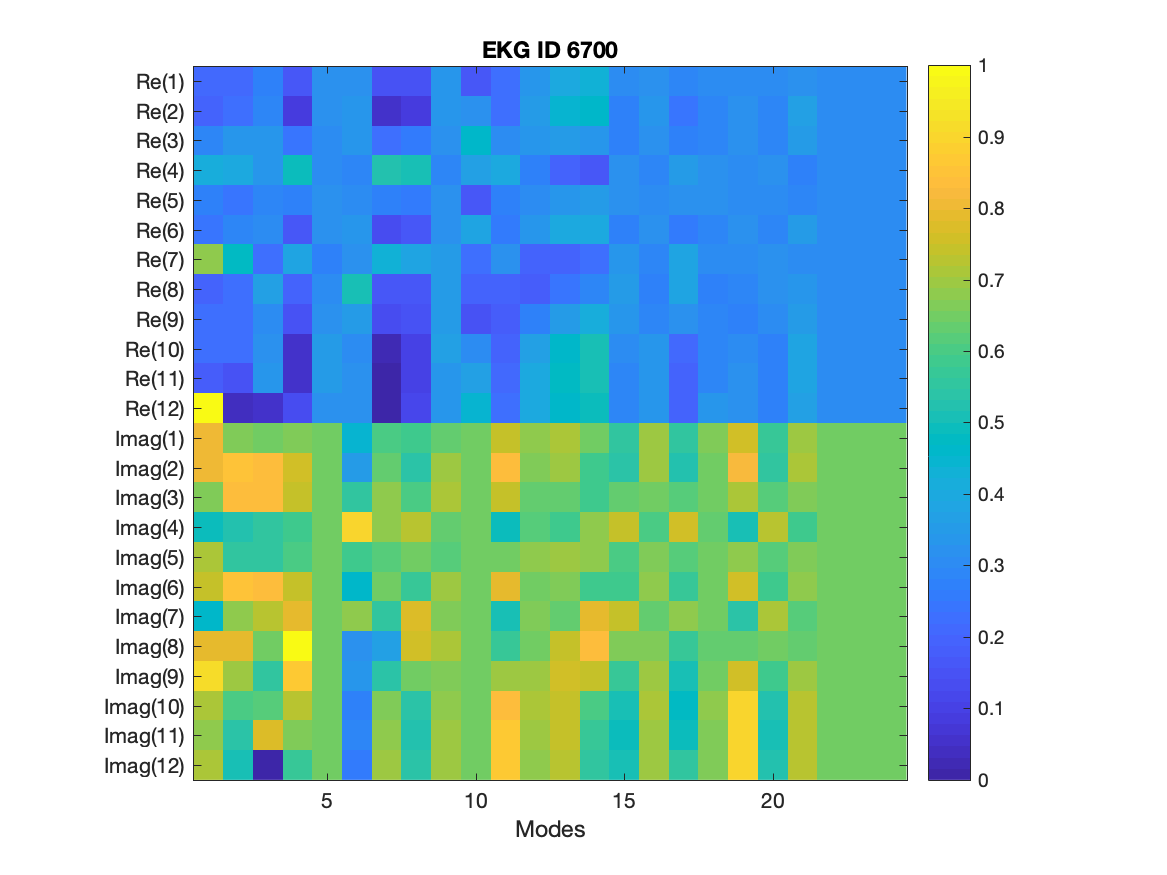 EKG ID 6700
Re(1)
Re(2)
Re(3)
Re(4)
Re(5)
Re(6)
Re(7)
Re(8)
Re(9)
Re(10)
Re(11)
Re(12)
Imag(1)
Imag(2)
Imag(3)
Imag(4)
Imag(5)
Imag(6)
Imag(7)
Imag(8)
Imag(9)
Imag(10)
Imag(11)
Imag(12)
5 10 15 20
Modes
1
0.9
0.8
0.7
0.6
0.5
0.4
0.3
0.2
0.1
0